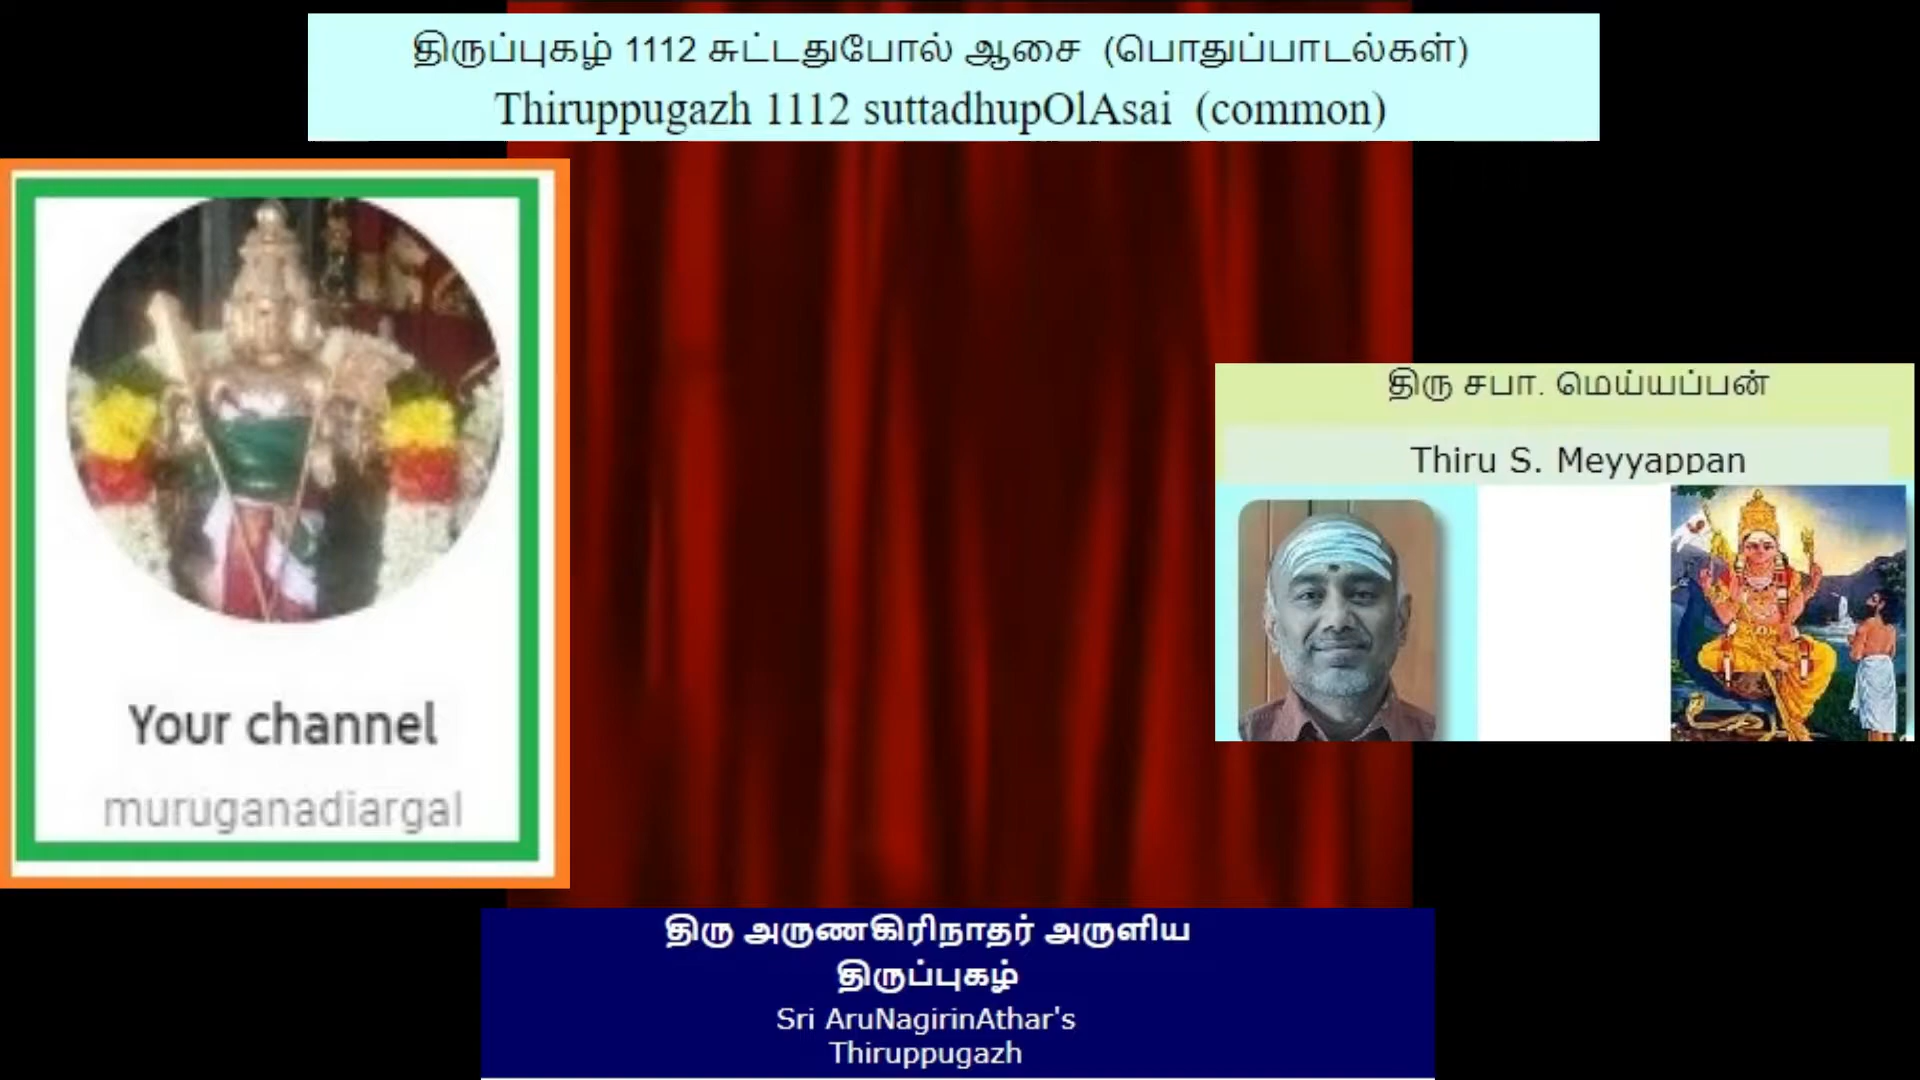 திருப்புகழ் 1112 சுட்டதுபோல் ஆசை (பொதுப்பாடல்கள்)
Thiruppugazh 1112 suttadhupOlAsai (common)
Your channel
muruganadiargal
திரு சபா. மெய்யப்பன்
Thiru S. Meyyappan
திரு அருணகிரிநாதர் அருளிய
திருப்புகழ்
Sri AruNagirinAthar's
Thiruppugazh